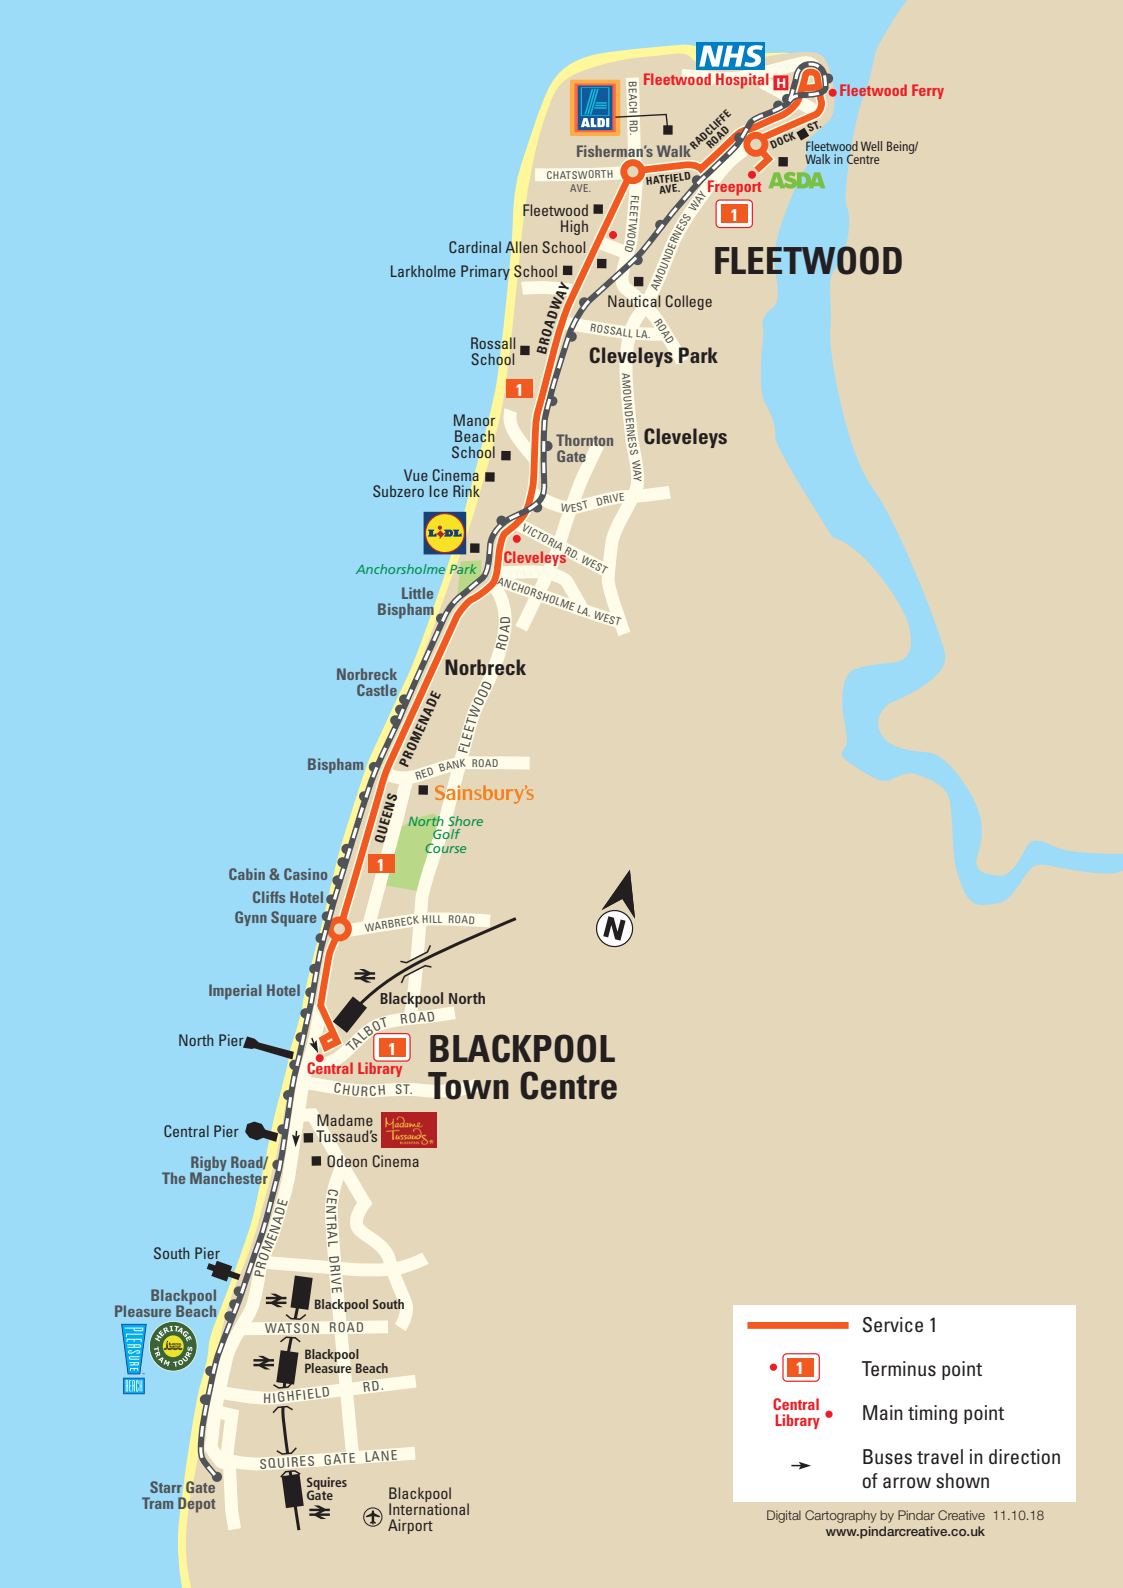 NHS
Fleetwood Hospital H
Fleetwood Ferry
ALDI
BEACH RD.
RADCLIFFE
ROAD
DOCK ST.
Fisherman's Walk
Fleetwood Well Being/
Walk in Centre
CHATSWORTH
AVE.
HATFIELD
AVE.
Freeport
ASDA
1
Fleetwood
High
FLEETWOOD
ROAD
AMOUNDERNESS WAY
FLEETWOOD
Cardinal Allen School
Larkholme Primary School
Nautical College
BROADWAY
ROSSALL LA.
Rossall
School
Cleveleys Park
1
AMOUNDERNESS WAY
Manor
Beach
School
Thornton
Gate
Cleveleys
Vue Cinema
Subzero Ice Rink
WEST DRIVE
LIDL
VICTORIA RD. WEST
Cleveleys
Anchorsholme Park
ANCHORSHOLME LA. WEST
Little
Bispham
FLEETWOOD ROAD
Norbreck
Norbreck
Castle
QUEENS PROMENADE
Bispham
RED BANK ROAD
Sainsbury's
North Shore
Golf
Course
1
Cabin & Casino
Cliffs Hotel
Gynn Square
WARBRECK HILL ROAD
N
Imperial Hotel
Blackpool North
TALBOT ROAD
North Pier
1
BLACKPOOL
Town Centre
Central Library
CHURCH ST.
Central Pier
Madame
Tussaud's
Madame
Tussauds
BLACKPOOL
Rigby Road/
The Manchester
Odeon Cinema
CENTRAL DRIVE
PROMENADE
South Pier
Blackpool
Pleasure Beach
Blackpool South
PLEASURE
BEACH
HERITAGE
TRAM TOURS
WATSON ROAD
Blackpool
Pleasure Beach
HIGHFIELD RD.
SQUIRES GATE LANE
Starr Gate
Tram Depot
Squires
Gate
Blackpool
International
Airport
Service 1
1
Terminus point
Central
Library
Main timing point
Buses travel in direction
of arrow shown
Digital Cartography by Pindar Creative 11.10.18
www.pindarcreative.co.uk